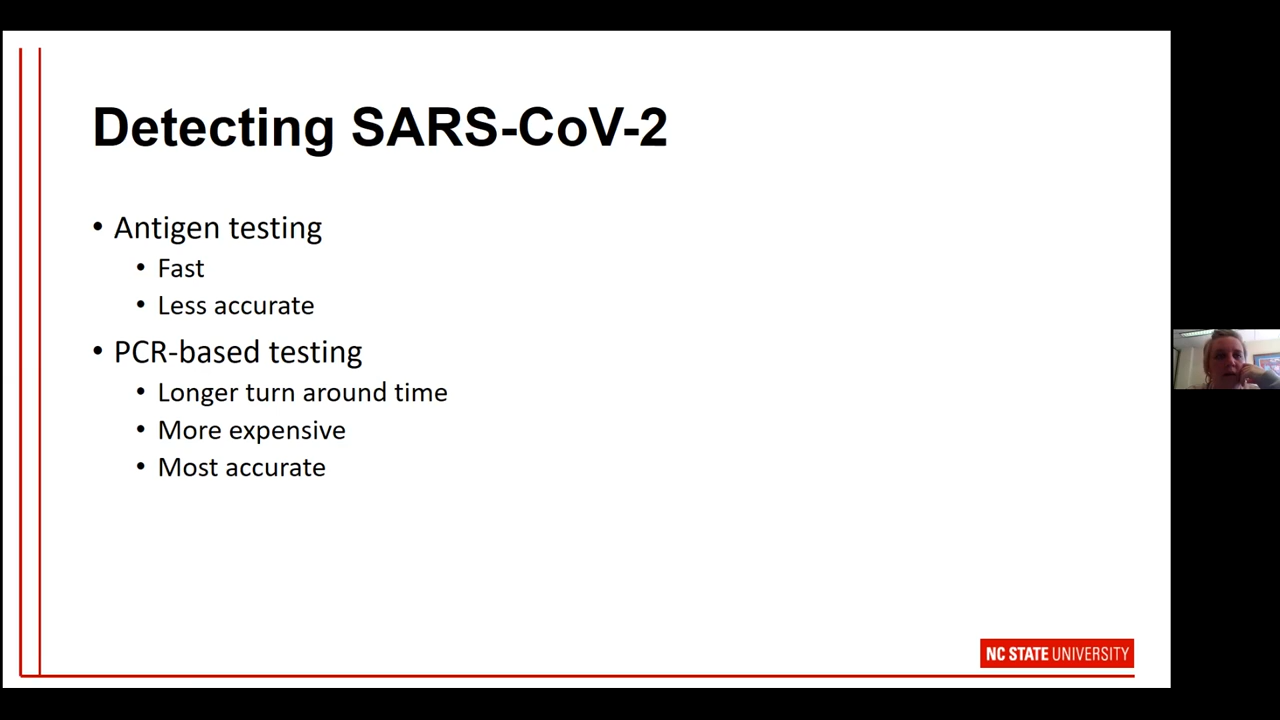 Detecting SARS-CoV-2
• Antigen testing
• Fast
• Less accurate
• PCR-based testing
• Longer turn around time
• More expensive
• Most accurate
NC STATE UNIVERSITY